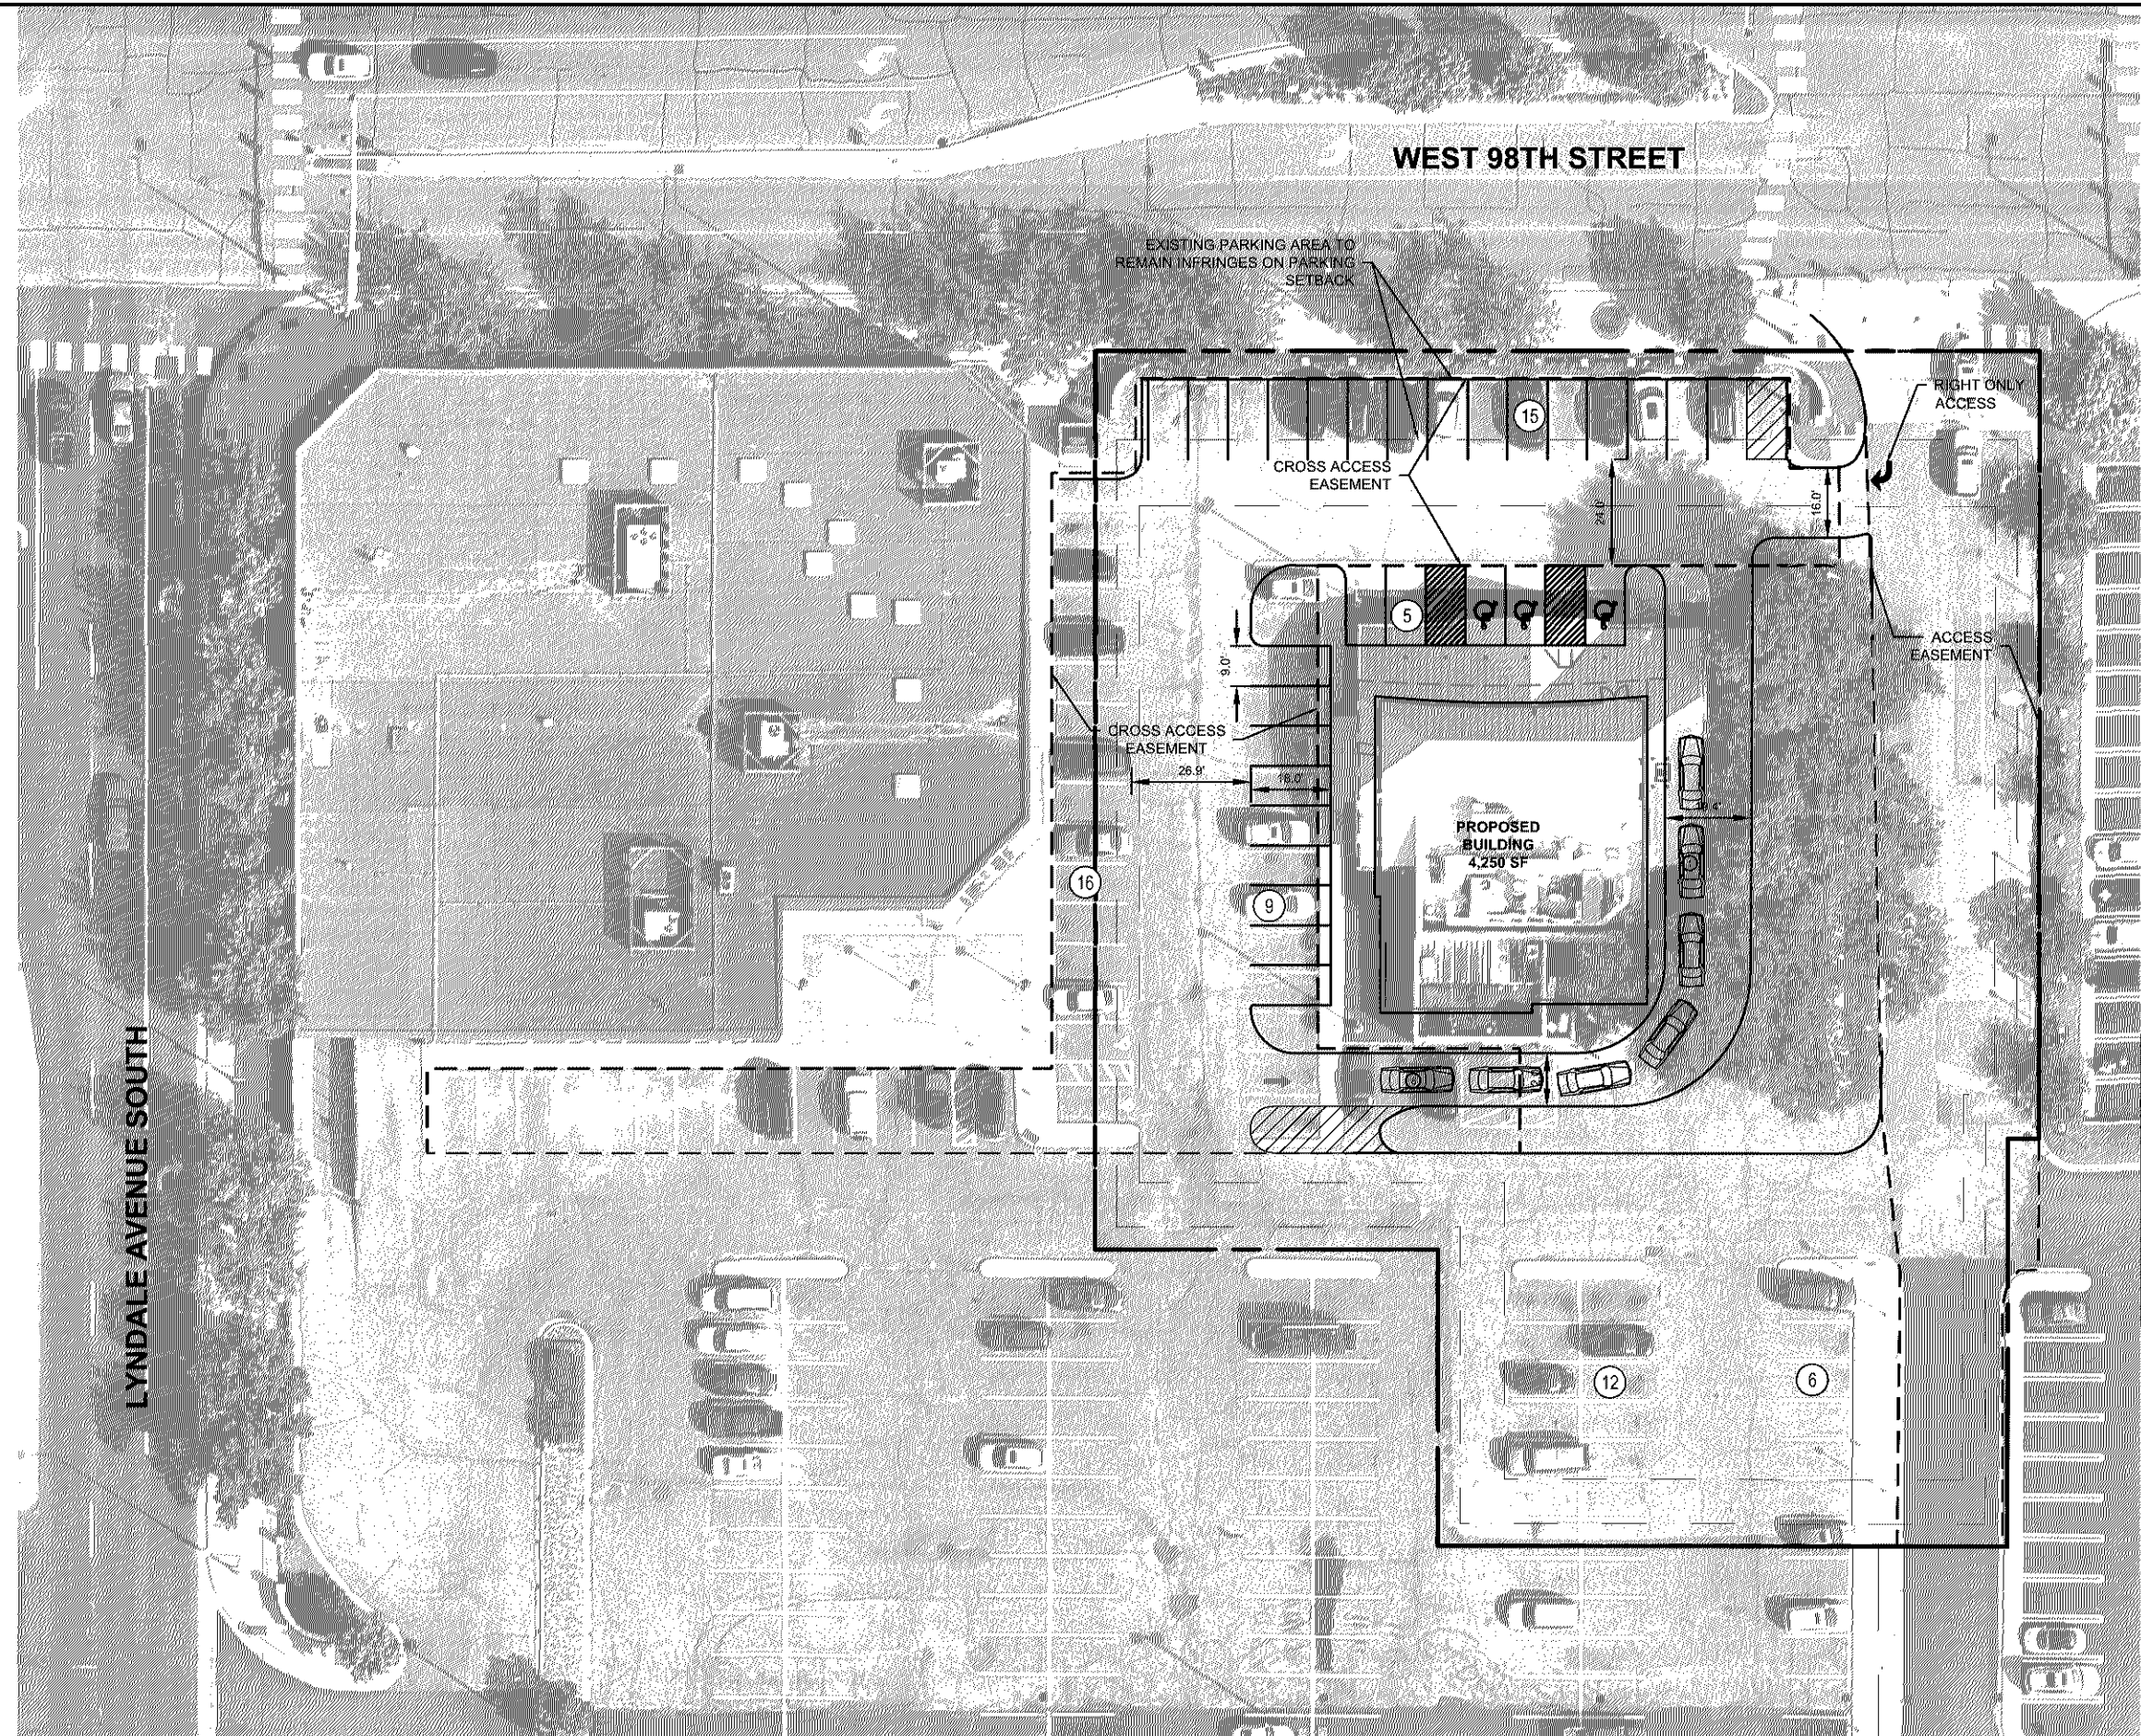 WEST 98TH STREET
EXISTING PARKING AREA TO
REMAIN INFRINGES ON PARKING
SETBACK
RIGHT ONLY
ACCESS
15
CROSS ACCESS
EASEMENT
24.0'
16.0'
5
9.0'
ACCESS
EASEMENT
CROSS ACCESS
EASEMENT
26.9'
18.0'
PROPOSED
BUILDING
4,250 SF
16
9
LYNDALE AVENUE SOUTH
12
6